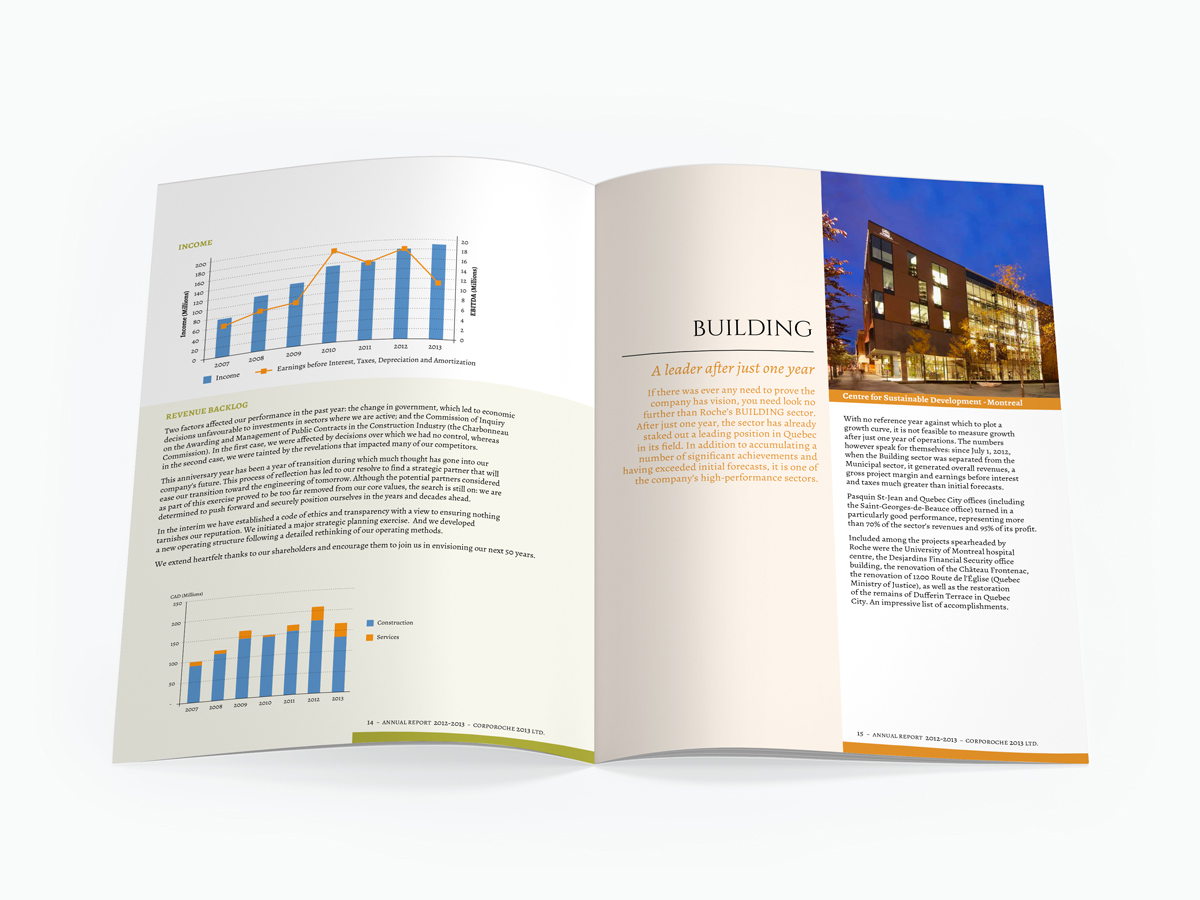 INCOME
200
180
160
140
120
100
80
60
40
20
0
Income (Millions)
20
18
16
14
12
10
8
6
4
2
0
EBITDA (Millions)
2007 2008 2009 2010 2011 2012 2013
Income
Earnings before Interest, Taxes, Depreciation and Amortization
REVENUE BACKLOG
Two factors affected our performance in the past year: the change in government, which led to economic
decisions unfavourable to investments in sectors where we are active; and the Commission of Inquiry
on the Awarding and Management of Public Contracts in the Construction Industry (the Charbonneau
Commission). In the first case, we were affected by decisions over which we had no control, whereas
in the second case, we were tainted by the revelations that impacted many of our competitors.
This anniversary year has been a year of transition during which much thought has gone into our
company's future. This process of reflection has led to our resolve to find a strategic partner that will
ease our transition toward the engineering of tomorrow. Although the potential partners considered
as part of this exercise proved to be too far removed from our core values, the search is still on: we are
determined to push forward and securely position ourselves in the years and decades ahead.
In the interim we have established a code of ethics and transparency with a view to ensuring nothing
tarnishes our reputation. We initiated a major strategic planning exercise. And we developed
a new operating structure following a detailed rethinking of our operating methods.
We extend heartfelt thanks to our shareholders and encourage them to join us in envisioning our next 50 years.
CAD (Millions)
250
200
150
100
50
-
2007 2008 2009 2010 2011 2012 2013
Construction
Services
14 – ANNUAL REPORT 2012-2013 – CORPOROCHE 2013 LTD.
BUILDING
A leader after just one year
If there was ever any need to prove the
company has vision, you need look no
further than Roche's BUILDING sector.
After just one year, the sector has already
staked out a leading position in Quebec
in its field. In addition to accumulating a
number of significant achievements and
having exceeded initial forecasts, it is one of
the company's high-performance sectors.
Centre for Sustainable Development - Montreal
With no reference year against which to plot a
growth curve, it is not feasible to measure growth
after just one year of operations. The numbers
however speak for themselves: since July 1, 2012,
when the Building sector was separated from the
Municipal sector, it generated overall revenues, a
gross project margin and earnings before interest
and taxes much greater than initial forecasts.
Pasquin St-Jean and Quebec City offices (including
the Saint-Georges-de-Beauce office) turned in a
particularly good performance, representing more
than 70% of the sector's revenues and 95% of its profit.
Included among the projects spearheaded by
Roche were the University of Montreal hospital
centre, the Desjardins Financial Security office
building, the renovation of the Château Frontenac,
the renovation of 1200 Route de l'Église (Quebec
Ministry of Justice), as well as the restoration
of the remains of Dufferin Terrace in Quebec
City. An impressive list of accomplishments.
15 – ANNUAL REPORT 2012-2013 – CORPOROCHE 2013 LTD.